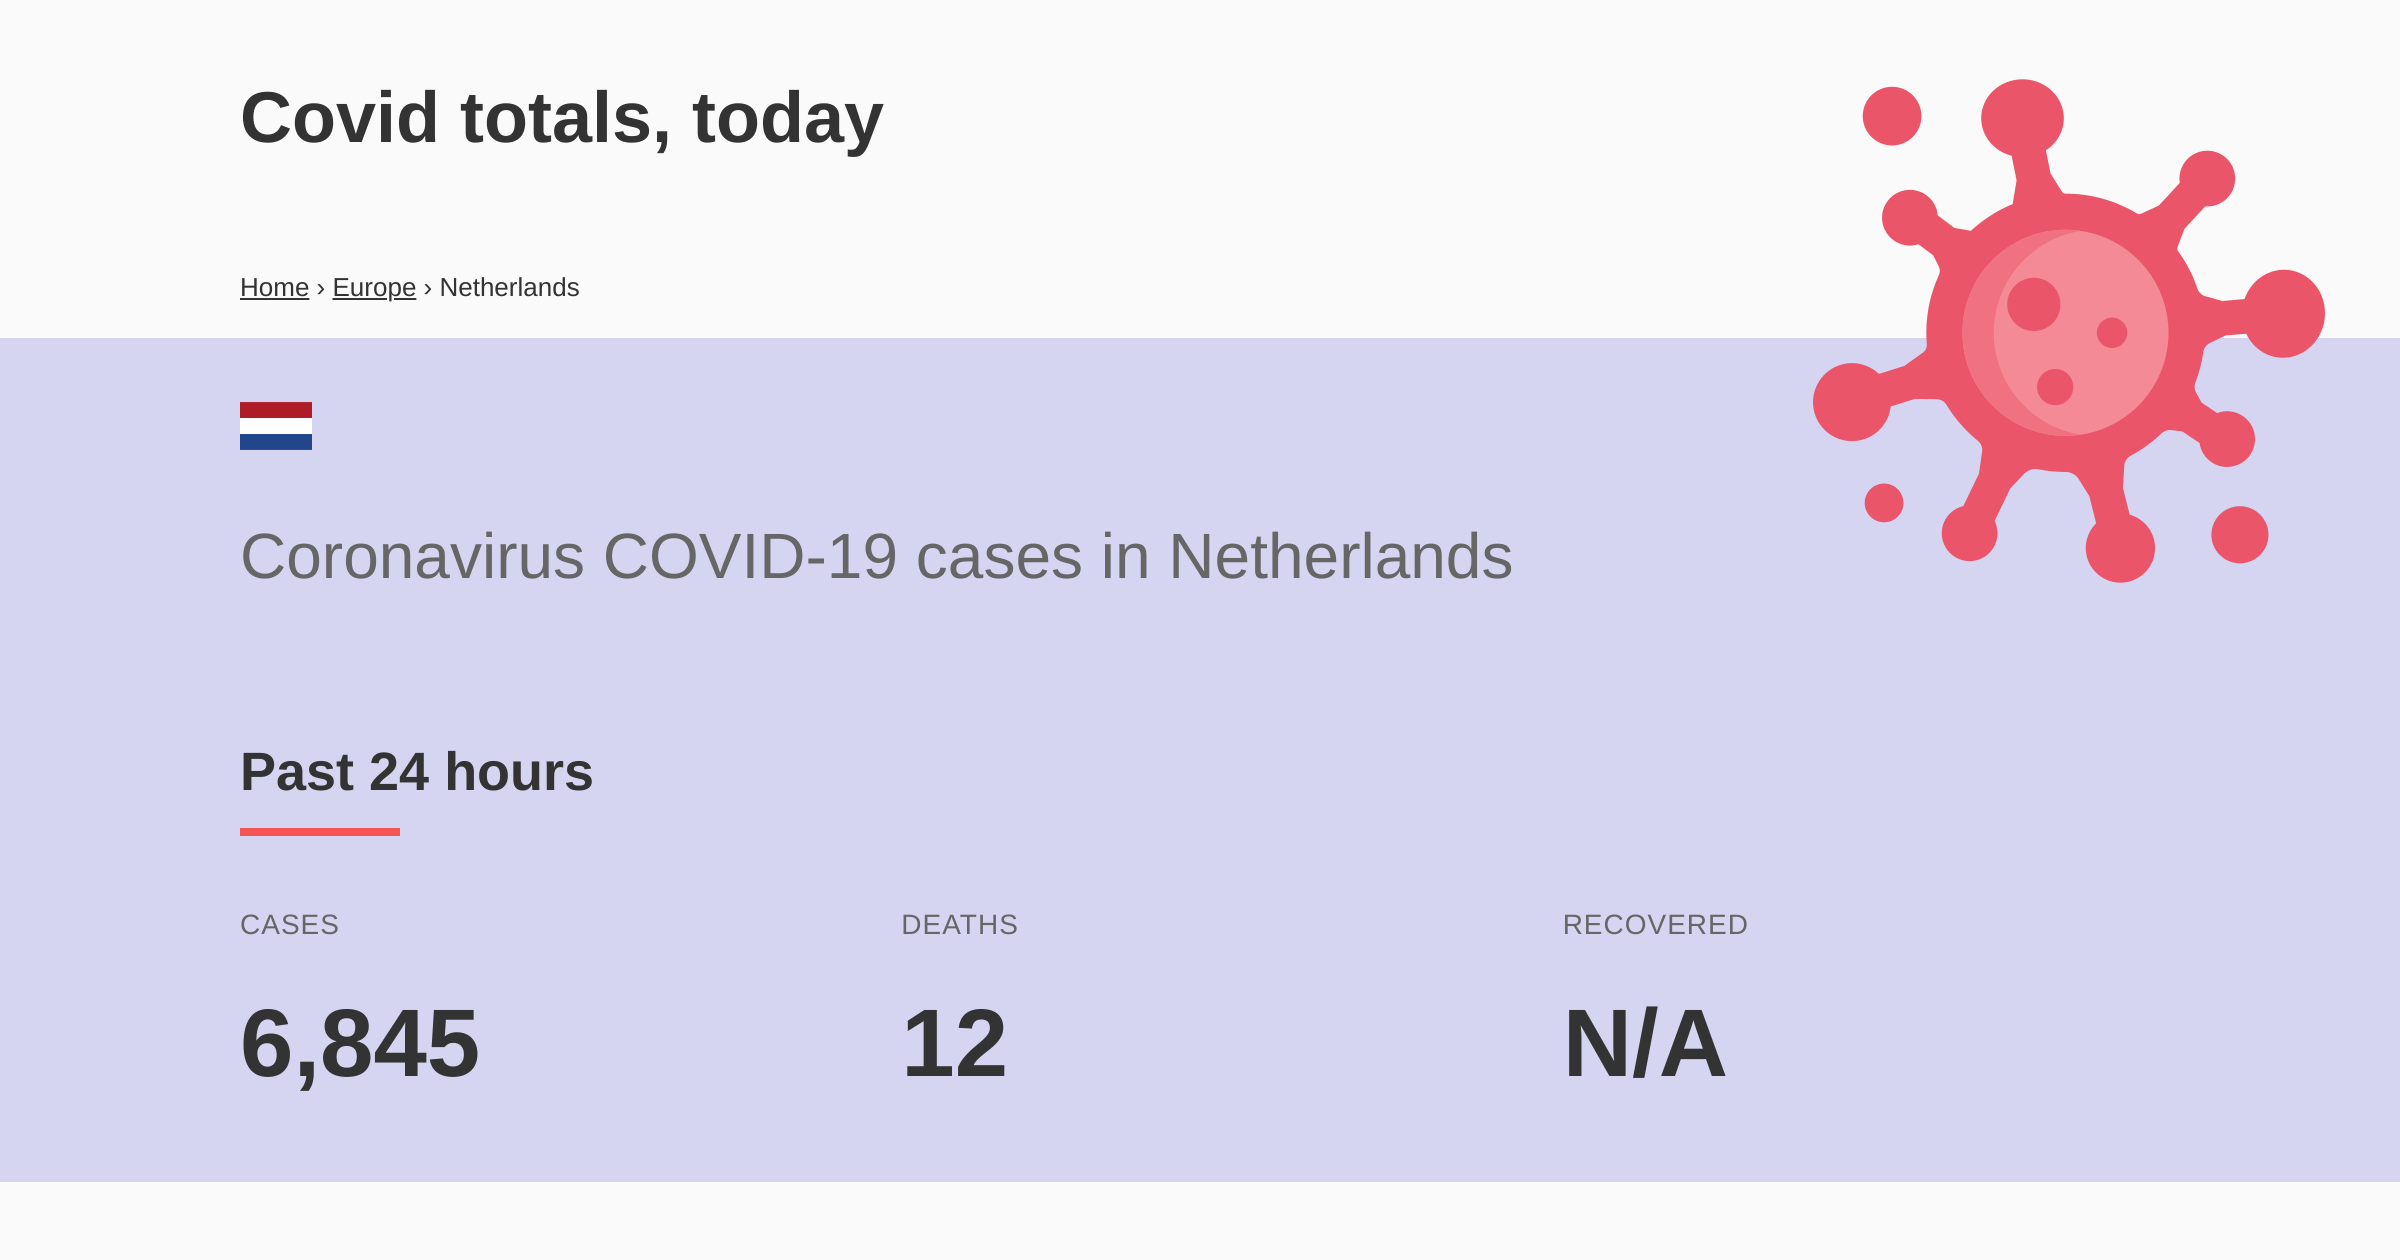 Covid totals, today
Home › Europe › Netherlands
Coronavirus COVID-19 cases in Netherlands
Past 24 hours
CASES DEATHS RECOVERED
6,845 12 N/A